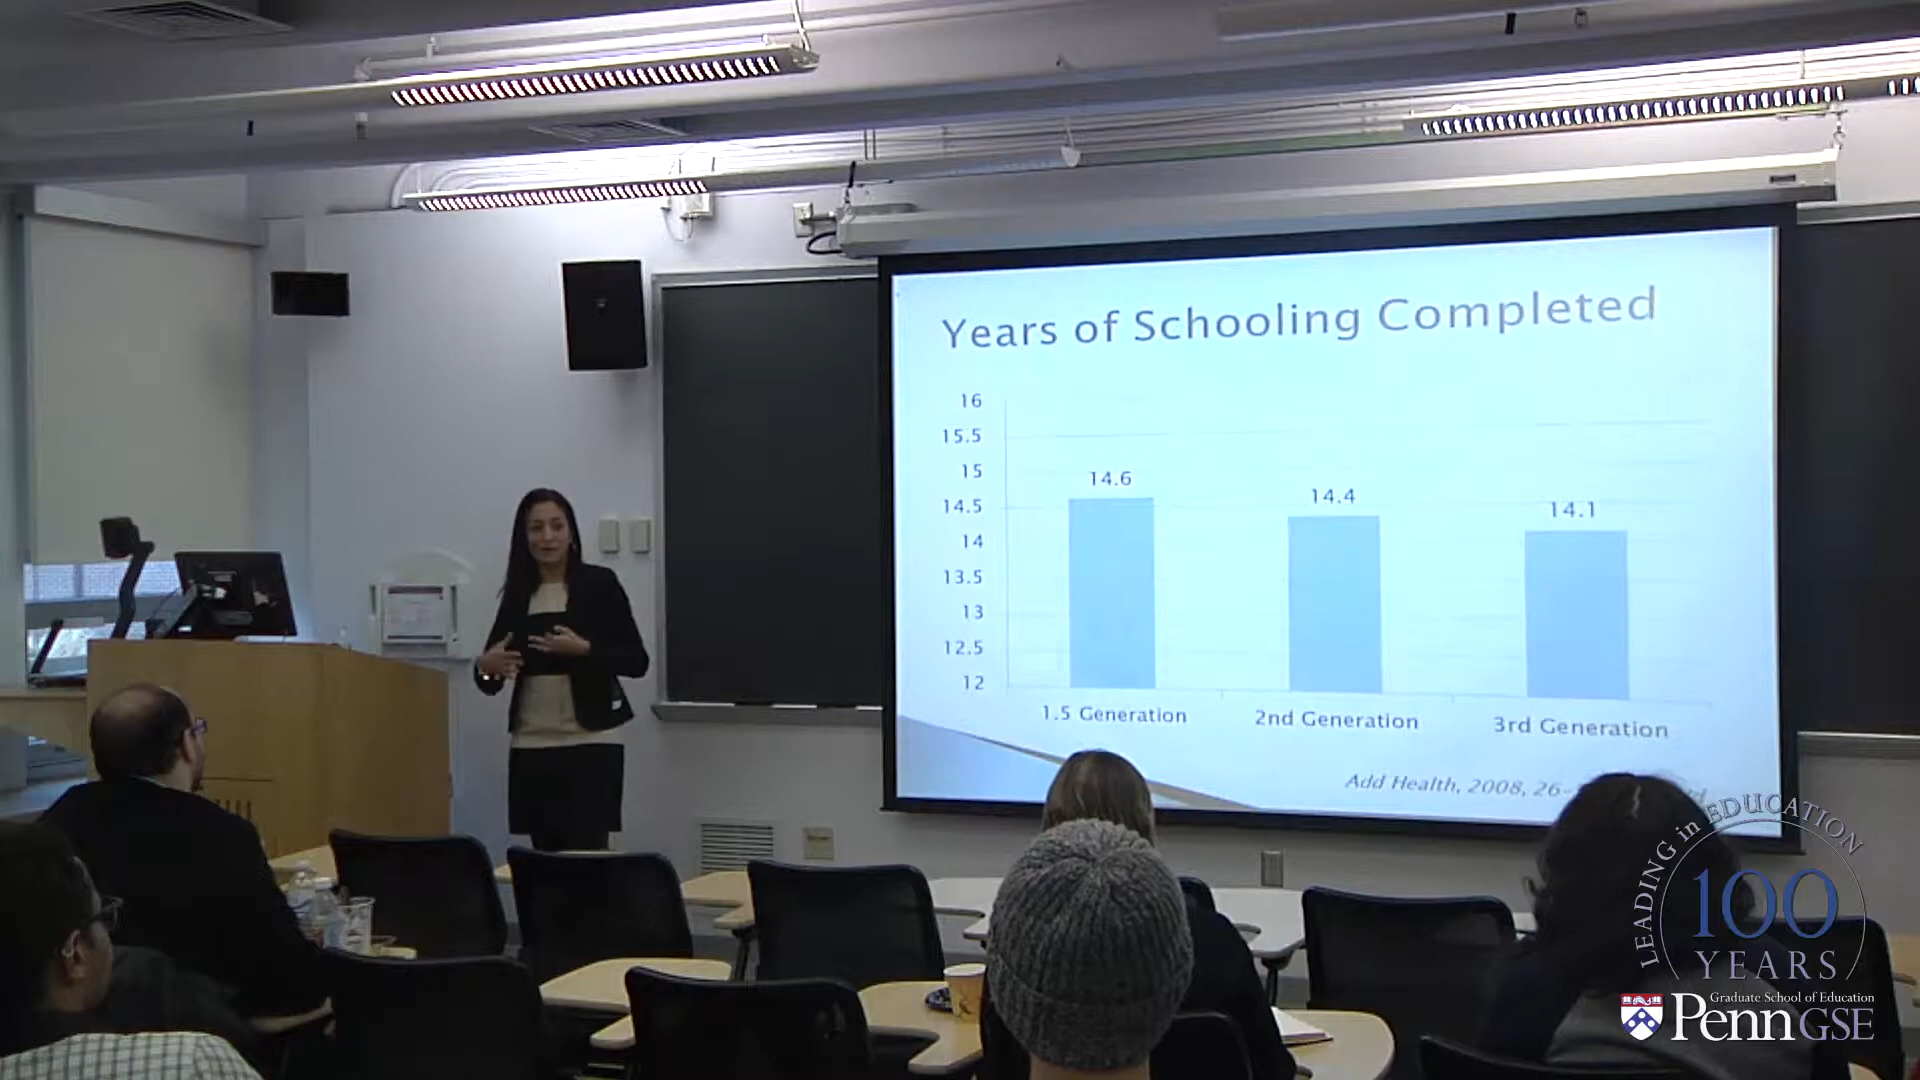 Years of Schooling Completed
16
15.5
15
14.5
14
13.5
13
12.5
12
14.6
14.4
14.1
1.5 Generation
2nd Generation
3rd Generation
Add Health, 2008, 26-
LEADING in EDUCATION
100
YEARS
Graduate School of Education
PennGSE